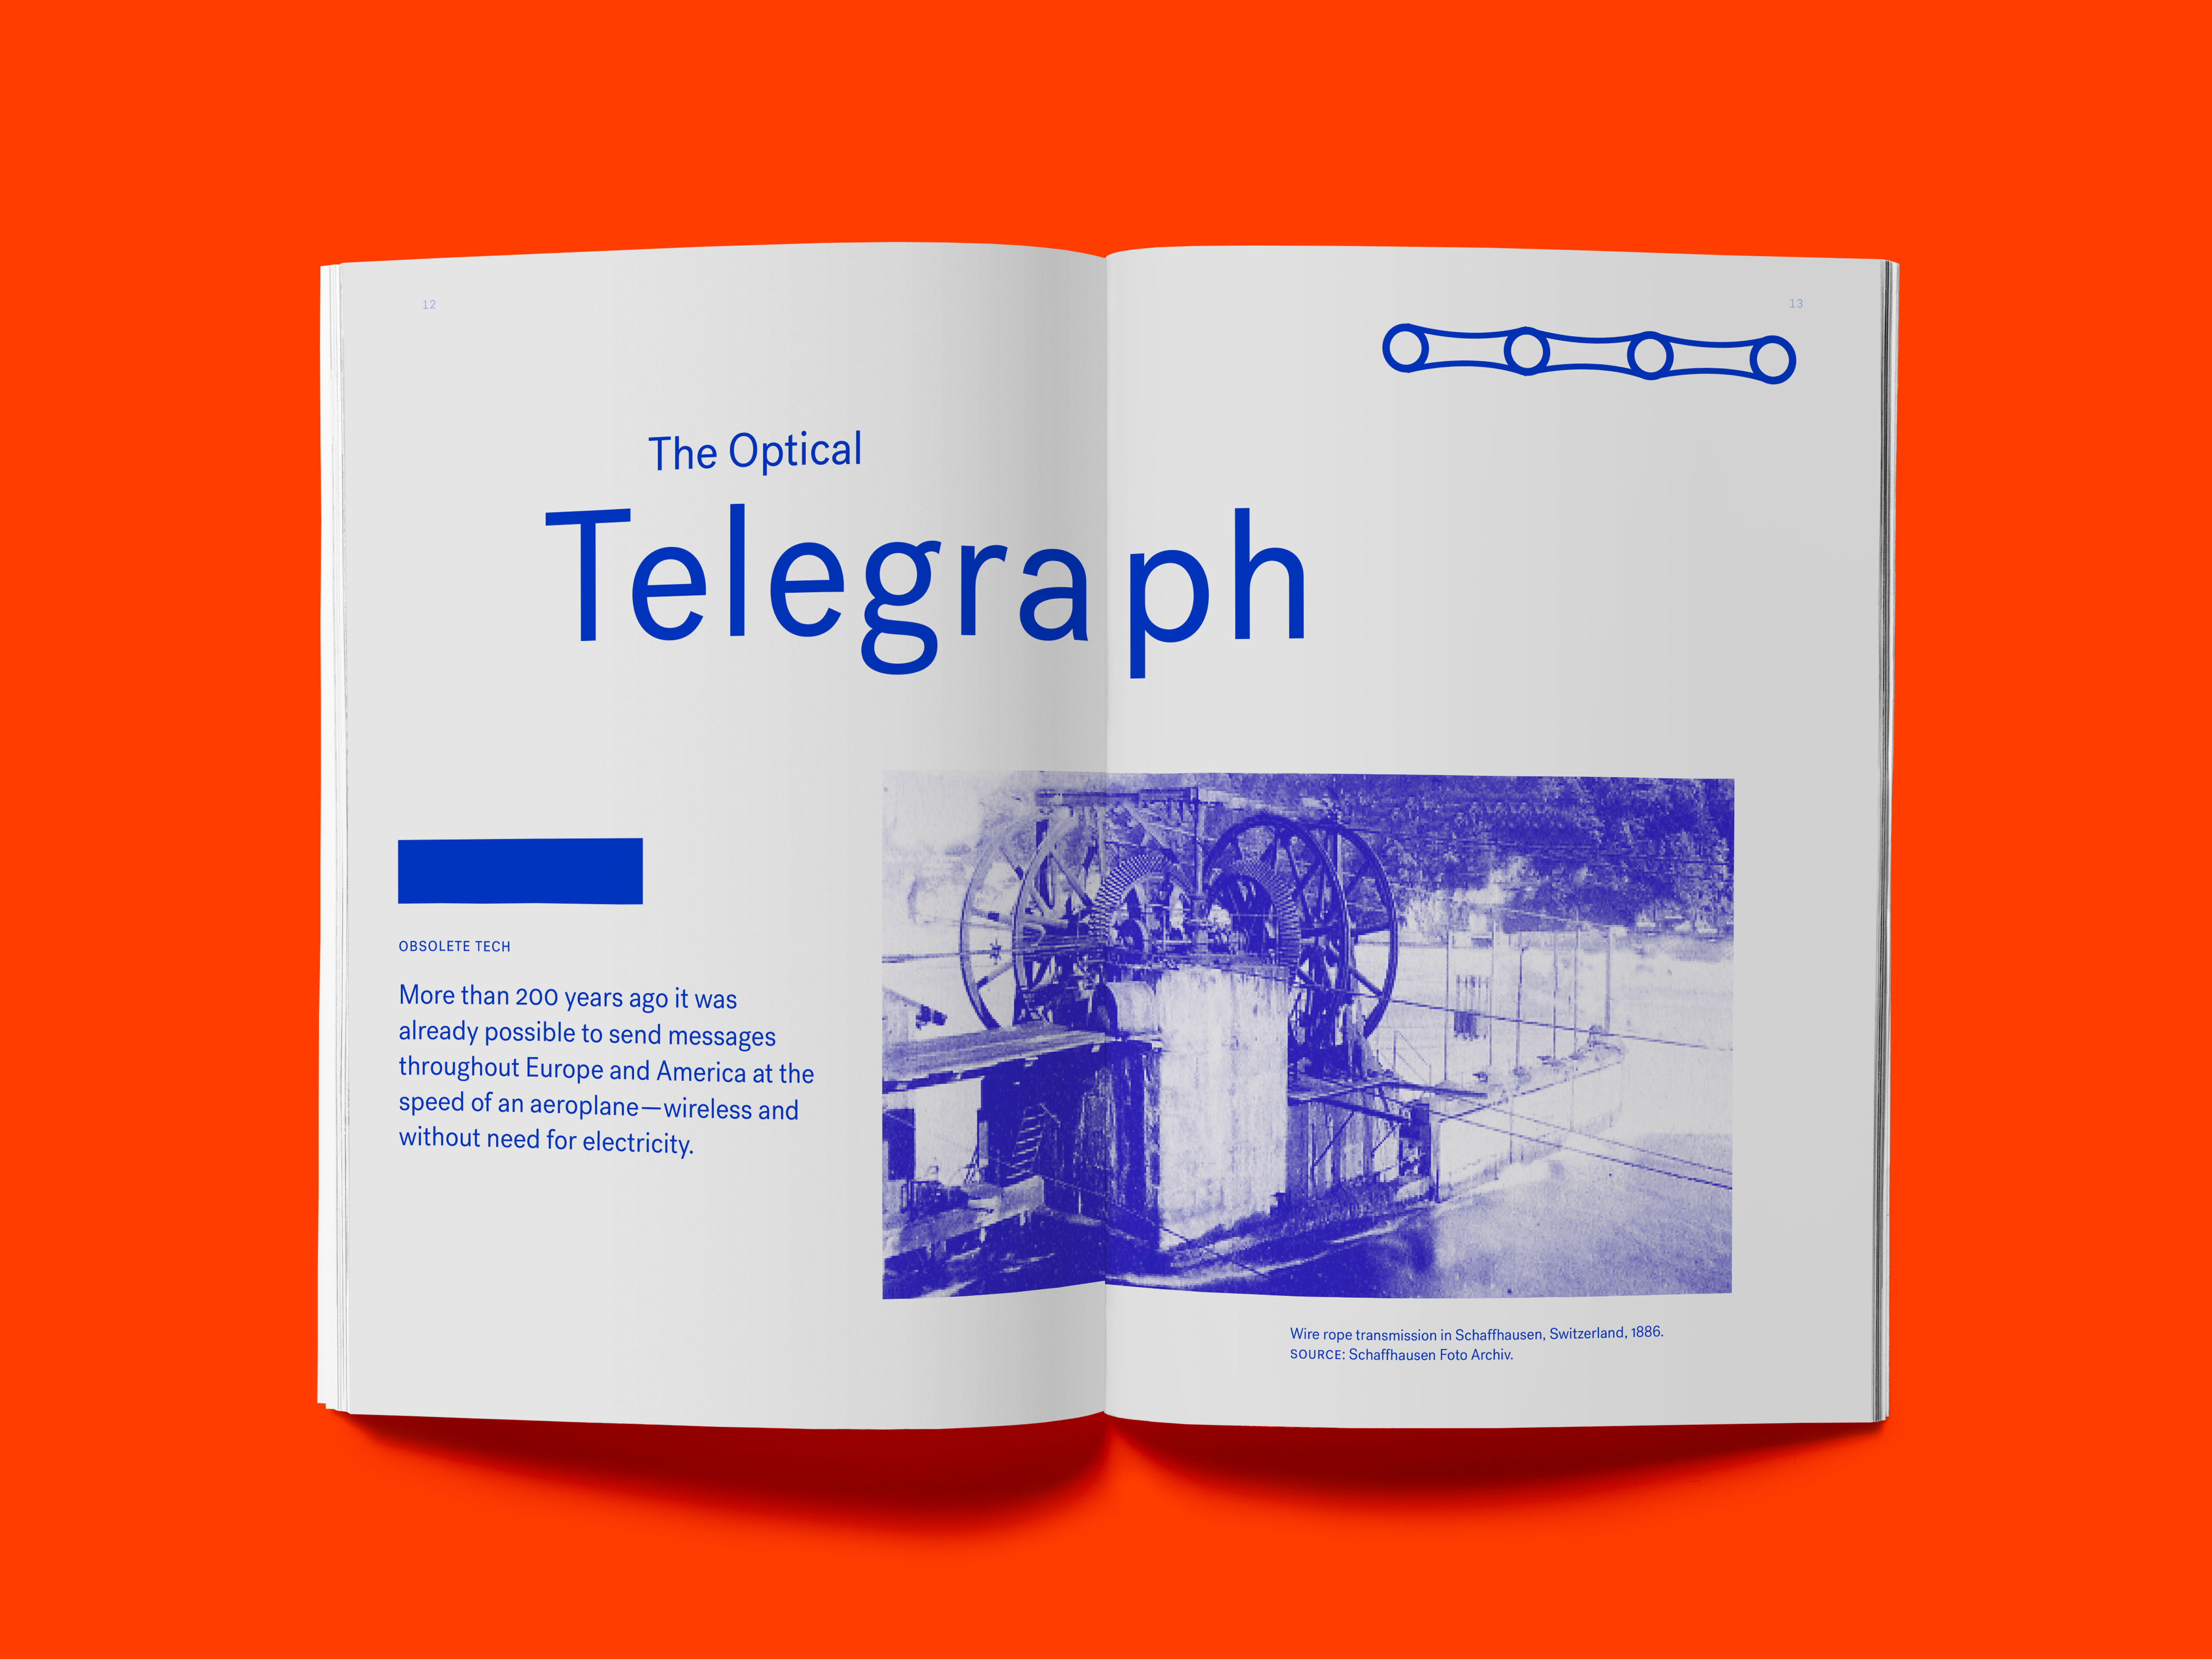 12
13
The Optical
Telegraph
OBSOLETE TECH
More than 200 years ago it was
already possible to send messages
throughout Europe and America at the
speed of an aeroplane—wireless and
without need for electricity.
Wire rope transmission in Schaffhausen, Switzerland, 1886.
SOURCE: Schaffhausen Foto Archiv.